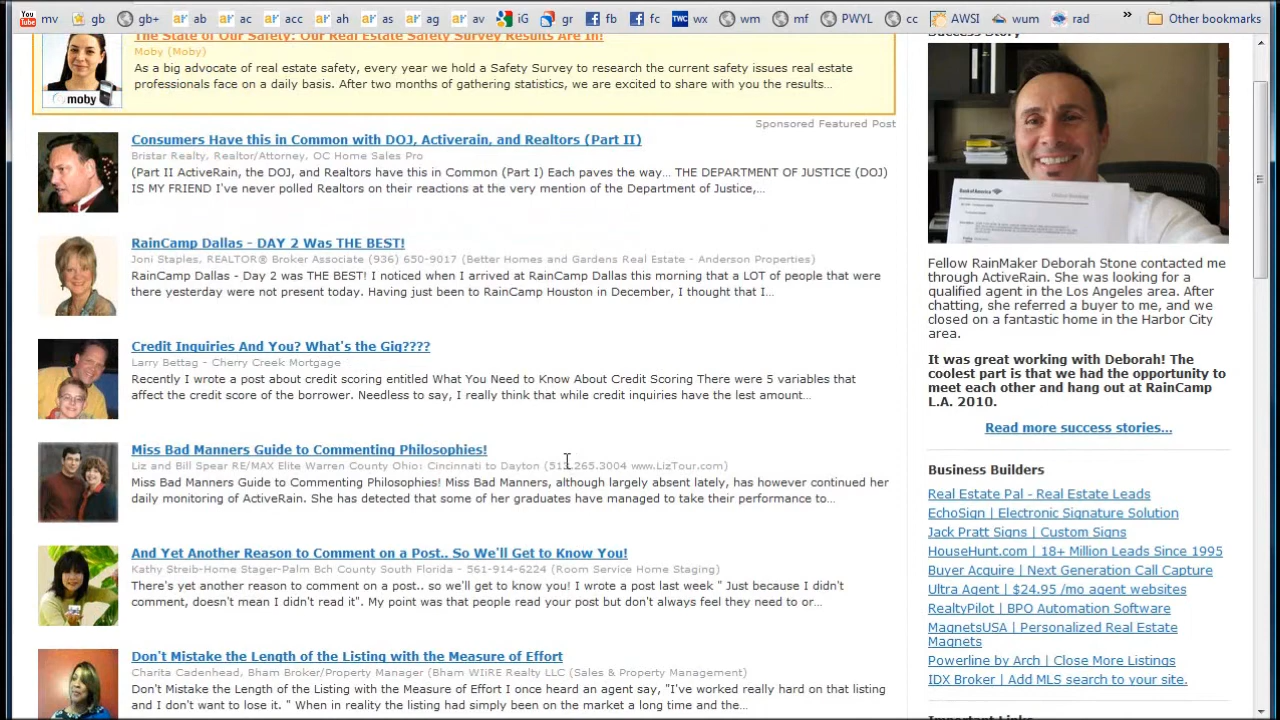 mv
gb
gb+
ab
ac
acc
ah
as
ag
av
iG
gr
fb
fc
TWC
wx
wm
mf
PWYL
cc
AWSI
wum
rad
»
Other bookmarks
The State of Our Safety: Our Real Estate Safety Survey Results Are In!
Moby (Moby)
As a big advocate of real estate safety, every year we hold a Safety Survey to research the current safety issues real estate
professionals face on a daily basis. After two months of gathering statistics, we are excited to share with you the results...
moby
Sponsored Featured Post
Consumers Have this in Common with DOJ, Activerain, and Realtors (Part II)
Bristar Realty, Realtor/Attorney, OC Home Sales Pro
(Part II ActiveRain, the DOJ, and Realtors have this in Common (Part I) Each paves the way... THE DEPARTMENT OF JUSTICE (DOJ)
IS MY FRIEND I've never polled Realtors on their reactions at the very mention of the Department of Justice,...
RainCamp Dallas - DAY 2 Was THE BEST!
Joni Staples, REALTOR® Broker Associate (936) 650-9017 (Better Homes and Gardens Real Estate - Anderson Properties)
RainCamp Dallas - Day 2 was THE BEST! I noticed when I arrived at RainCamp Dallas this morning that a LOT of people that were
there yesterday were not present today. Having just been to RainCamp Houston in December, I thought that I...
Credit Inquiries And You? What's the Gig????
Larry Bettag - Cherry Creek Mortgage
Recently I wrote a post about credit scoring entitled What You Need to Know About Credit Scoring There were 5 variables that
affect the credit score of the borrower. Needless to say, I really think that while credit inquiries have the lest amount...
Miss Bad Manners Guide to Commenting Philosophies!
Liz and Bill Spear RE/MAX Elite Warren County Ohio: Cincinnati to Dayton (513.265.3004 www.LizTour.com)
Miss Bad Manners Guide to Commenting Philosophies! Miss Bad Manners, although largely absent lately, has however continued her
daily monitoring of ActiveRain. She has detected that some of her graduates have managed to take their performance to...
And Yet Another Reason to Comment on a Post.. So We'll Get to Know You!
Kathy Streib-Home Stager-Palm Bch County South Florida - 561-914-6224 (Room Service Home Staging)
There's yet another reason to comment on a post.. so we'll get to know you! I wrote a post last week " Just because I didn't
comment, doesn't mean I didn't read it". My point was that people read your post but don't always feel they need to or...
Don't Mistake the Length of the Listing with the Measure of Effort
Charita Cadenhead, Bham Broker/Property Manager (Bham WIiRE Realty LLC (Sales & Property Management)
Don't Mistake the Length of the Listing with the Measure of Effort I once heard an agent say, "I've worked really hard on that listing
and I don't want to lose it. " When in reality the listing had simply been on the market a long time and the...
Success Story
Bank of America
Fellow RainMaker Deborah Stone contacted me
through ActiveRain. She was looking for a
qualified agent in the Los Angeles area. After
chatting, she referred a buyer to me, and we
closed on a fantastic home in the Harbor City
area.
It was great working with Deborah! The
coolest part is that we had the opportunity to
meet each other and hang out at RainCamp
L.A. 2010.
Read more success stories...
Business Builders
Real Estate Pal - Real Estate Leads
EchoSign | Electronic Signature Solution
Jack Pratt Signs | Custom Signs
HouseHunt.com | 18+ Million Leads Since 1995
Buyer Acquire | Next Generation Call Capture
Ultra Agent | $24.95 /mo agent websites
RealtyPilot | BPO Automation Software
MagnetsUSA | Personalized Real Estate
Magnets
Powerline by Arch | Close More Listings
IDX Broker | Add MLS search to your site.
Important Links